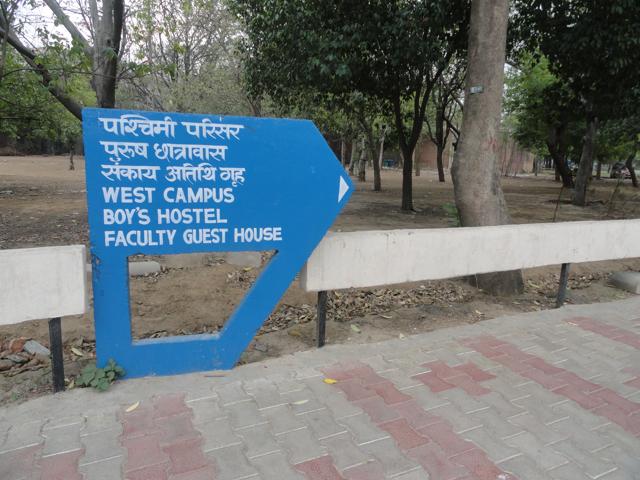 पश्चिमी परिसर
पुरुष छात्रावास
संकाय अतिथि गृह
WEST CAMPUS
BOY'S HOSTEL
FACULTY GUEST HOUSE